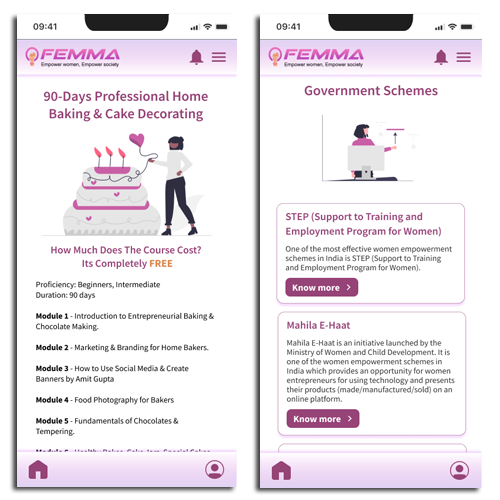 09:41
FEMMA
Empower women, Empower society
90-Days Professional Home
Baking & Cake Decorating
How Much Does The Course Cost?
Its Completely FREE
Proficiency: Beginners, Intermediate
Duration: 90 days
Module 1 - Introduction to Entrepreneurial Baking &
Chocolate Making.
Module 2 - Marketing & Branding for Home Bakers.
Module 3 - How to Use Social Media & Create
Banners by Amit Gupta
Module 4 - Food Photography for Bakers
Module 5 - Fundamentals of Chocolates &
Tempering.
09:41
FEMMA
Empower women, Empower society
Government Schemes
STEP (Support to Training and
Employment Program for Women)
One of the most effective women empowerment
schemes in India is STEP (Support to Training
and Employment Program for Women).
Know more
Mahila E-Haat
Mahila E-Haat is an initiative launched by the
Ministry of Women and Child Development. It is
one of the women empowerment schemes in
India which provides an opportunity for women
entrepreneurs for using technology and presents
their products (made/manufactured/sold) on an
online platform.
Know more